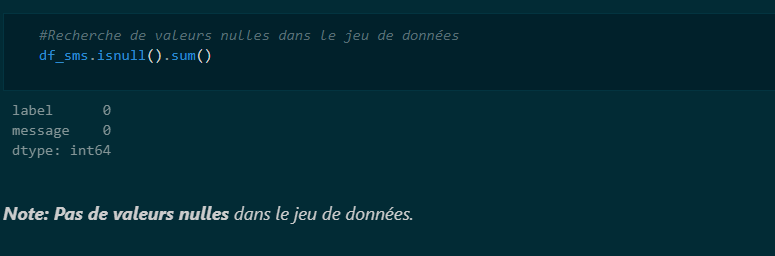 #Recherche de valeurs nulles dans le jeu de données
df_sms.isnull().sum()
label 0
message 0
dtype: int64
Note: Pas de valeurs nulles dans le jeu de données.